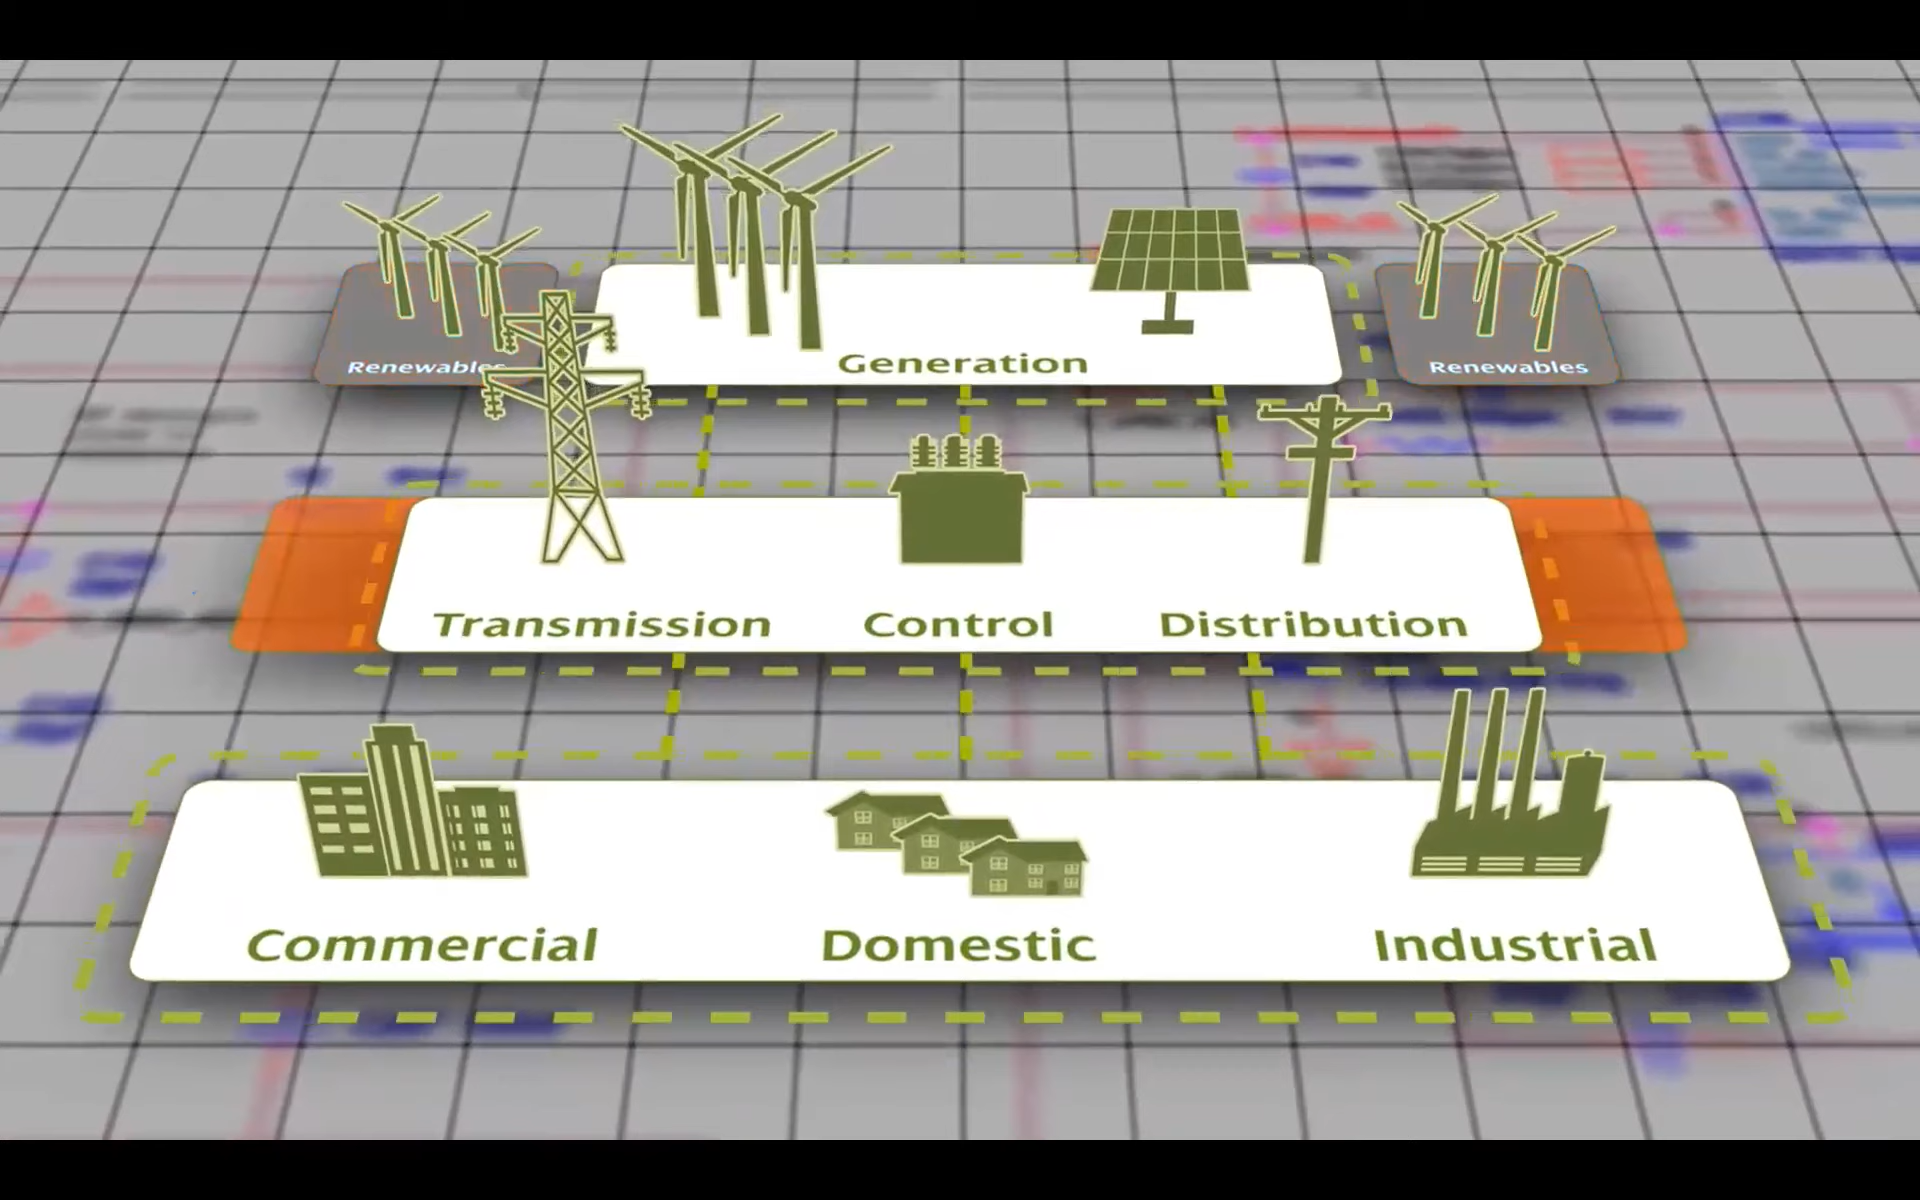 Renewables
Generation
Renewables
Transmission Control Distribution
Commercial Domestic Industrial